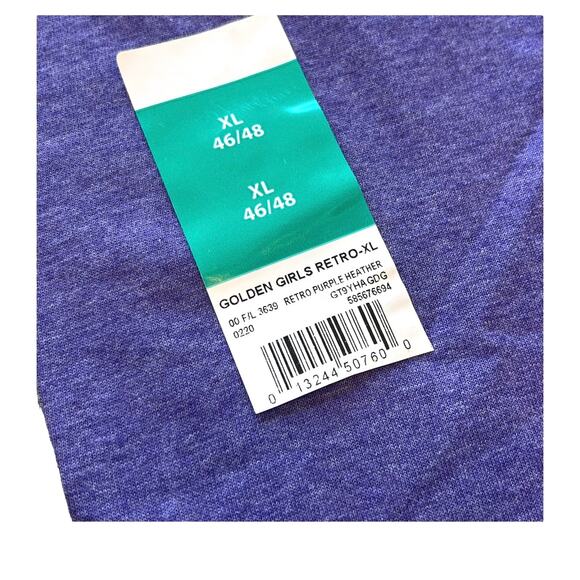 XL
46/48
XL
46/48
GOLDEN GIRLS RETRO-XL
00 F/L 3639 RETRO PURPLE HEATHER
0220 GT9YHAGDG
585676694
0 13244 50760 0